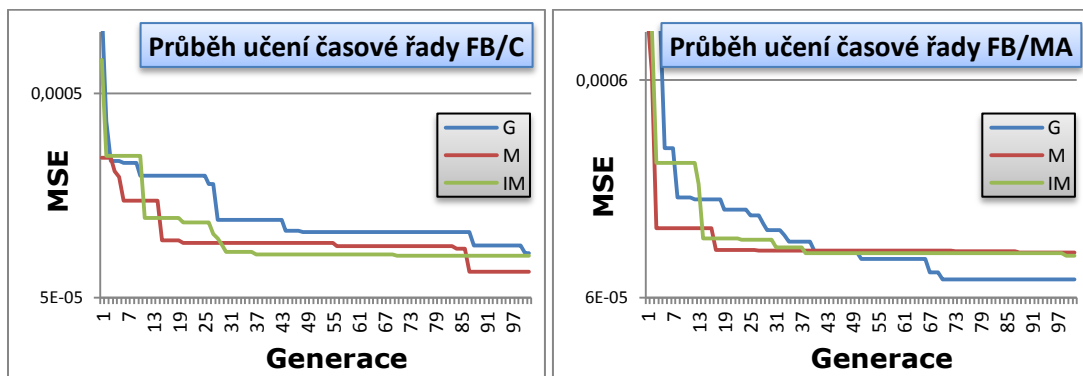 Průběh učení časové řady FB/C
0,0005
G
M
IM
MSE
5E-05
1 7 13 19 25 31 37 43 49 55 61 67 73 79 85 91 97
Generace
Průběh učení časové řady FB/MA
0,0006
G
M
IM
MSE
6E-05
1 7 13 19 25 31 37 43 49 55 61 67 73 79 85 91 97
Generace